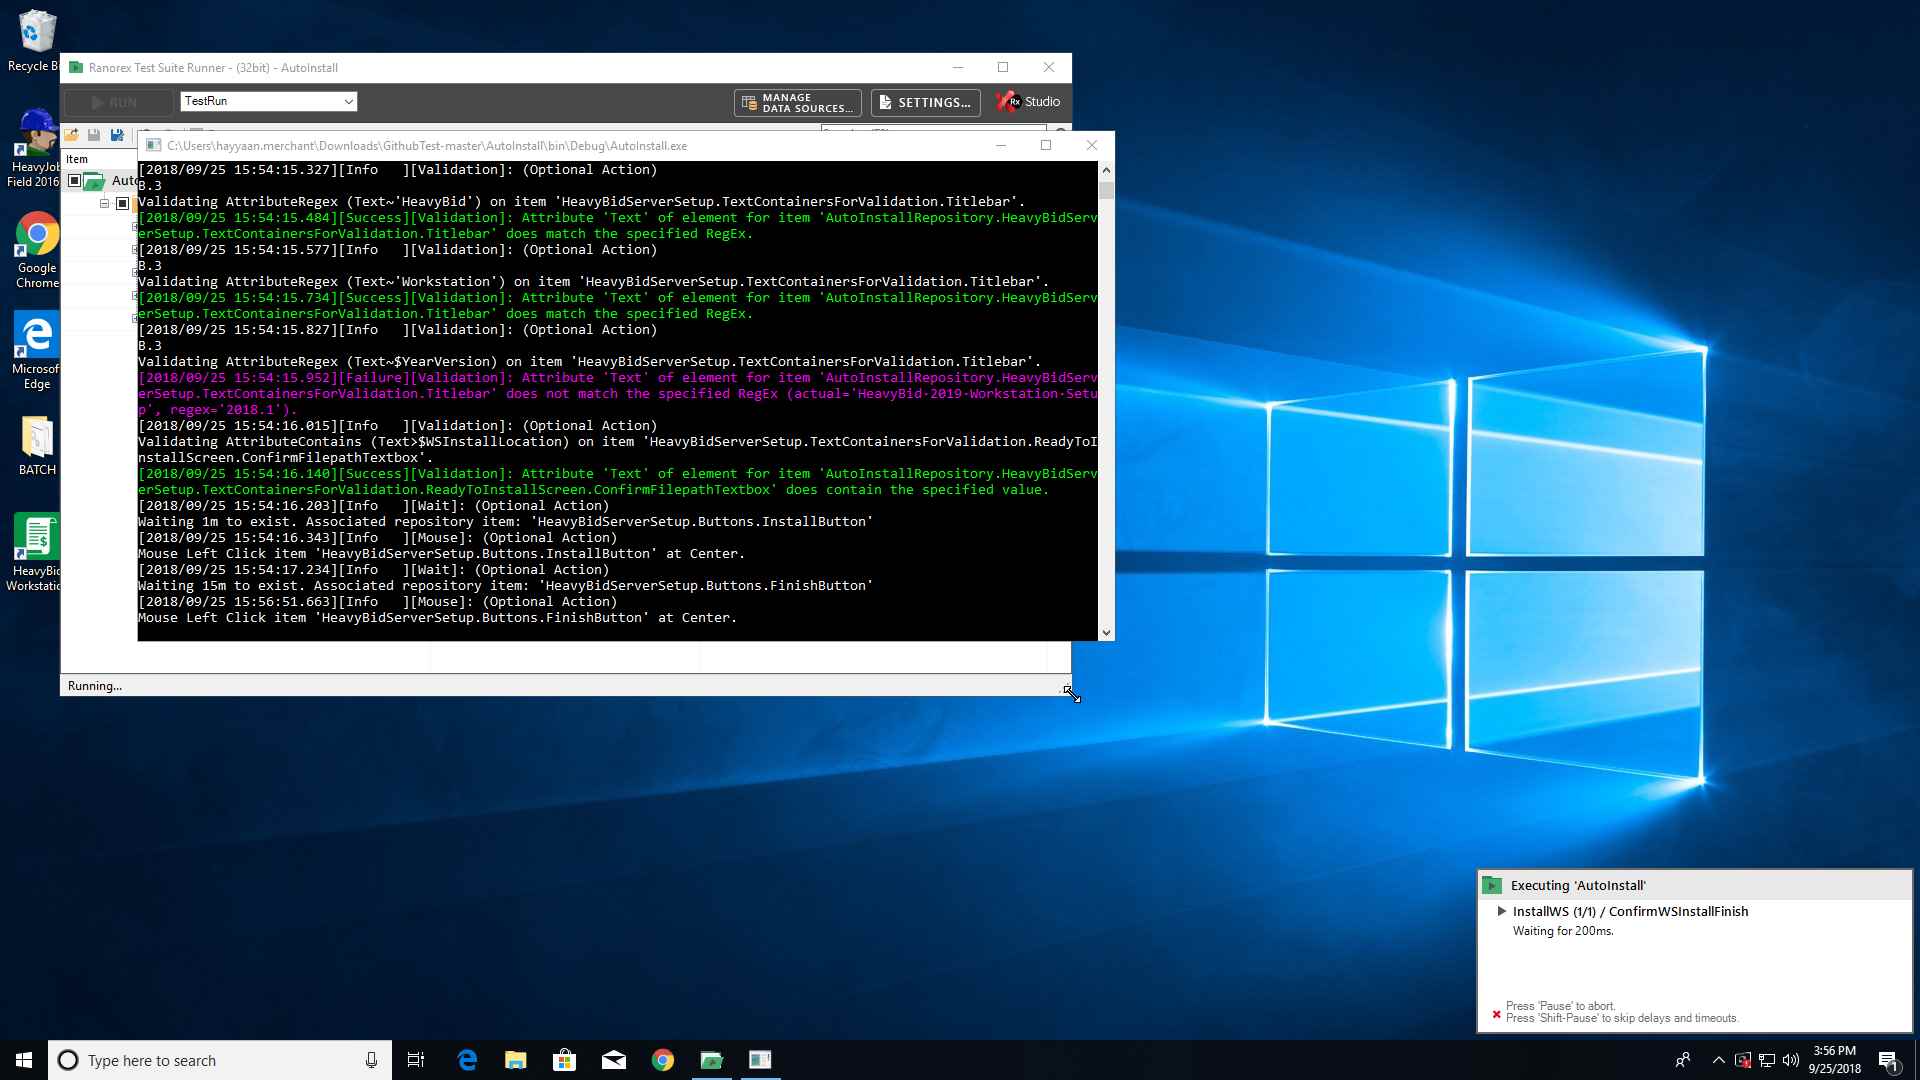 Recycle Bi
HeavyJob
Field 2016
Google
Chrome
Microsof
Edge
BATCH
HeavyBid
Workstatic
Ranorex Test Suite Runner - (32bit) - AutoInstall
RUN
TestRun
MANAGE
DATA SOURCES...
SETTINGS...
Rx
Studio
Item
Auto
C:\Users\hayyaan.merchant\Downloads\GithubTest-master\AutoInstall\bin\Debug\AutoInstall.exe
[2018/09/25 15:54:15.327][Info   ][Validation]: (Optional Action)
B.3
Validating AttributeRegex (Text~'HeavyBid') on item 'HeavyBidServerSetup.TextContainersForValidation.Titlebar'.
[2018/09/25 15:54:15.484][Success][Validation]: Attribute 'Text' of element for item 'AutoInstallRepository.HeavyBidServ
erSetup.TextContainersForValidation.Titlebar' does match the specified RegEx.
[2018/09/25 15:54:15.577][Info   ][Validation]: (Optional Action)
B.3
Validating AttributeRegex (Text~'Workstation') on item 'HeavyBidServerSetup.TextContainersForValidation.Titlebar'.
[2018/09/25 15:54:15.734][Success][Validation]: Attribute 'Text' of element for item 'AutoInstallRepository.HeavyBidServ
erSetup.TextContainersForValidation.Titlebar' does match the specified RegEx.
[2018/09/25 15:54:15.827][Info   ][Validation]: (Optional Action)
B.3
Validating AttributeRegex (Text~$YearVersion) on item 'HeavyBidServerSetup.TextContainersForValidation.Titlebar'.
[2018/09/25 15:54:15.952][Failure][Validation]: Attribute 'Text' of element for item 'AutoInstallRepository.HeavyBidServ
erSetup.TextContainersForValidation.Titlebar' does not match the specified RegEx (actual='HeavyBid·2019·Workstation·Setu
p', regex='2018.1').
[2018/09/25 15:54:16.015][Info   ][Validation]: (Optional Action)
Validating AttributeContains (Text>$WSInstallLocation) on item 'HeavyBidServerSetup.TextContainersForValidation.ReadyToI
nstallScreen.ConfirmFilepathTextbox'.
[2018/09/25 15:54:16.140][Success][Validation]: Attribute 'Text' of element for item 'AutoInstallRepository.HeavyBidServ
erSetup.TextContainersForValidation.ReadyToInstallScreen.ConfirmFilepathTextbox' does contain the specified value.
[2018/09/25 15:54:16.203][Info   ][Wait]: (Optional Action)
Waiting 1m to exist. Associated repository item: 'HeavyBidServerSetup.Buttons.InstallButton'
[2018/09/25 15:54:16.343][Info   ][Mouse]: (Optional Action)
Mouse Left Click item 'HeavyBidServerSetup.Buttons.InstallButton' at Center.
[2018/09/25 15:54:17.234][Info   ][Wait]: (Optional Action)
Waiting 15m to exist. Associated repository item: 'HeavyBidServerSetup.Buttons.FinishButton'
[2018/09/25 15:56:51.663][Info   ][Mouse]: (Optional Action)
Mouse Left Click item 'HeavyBidServerSetup.Buttons.FinishButton' at Center.
Running...
Executing 'AutoInstall'
InstallWS (1/1) / ConfirmWSInstallFinish
Waiting for 200ms.
Press 'Pause' to abort.
Press 'Shift-Pause' to skip delays and timeouts.
Type here to search
3:56 PM
9/25/2018
1